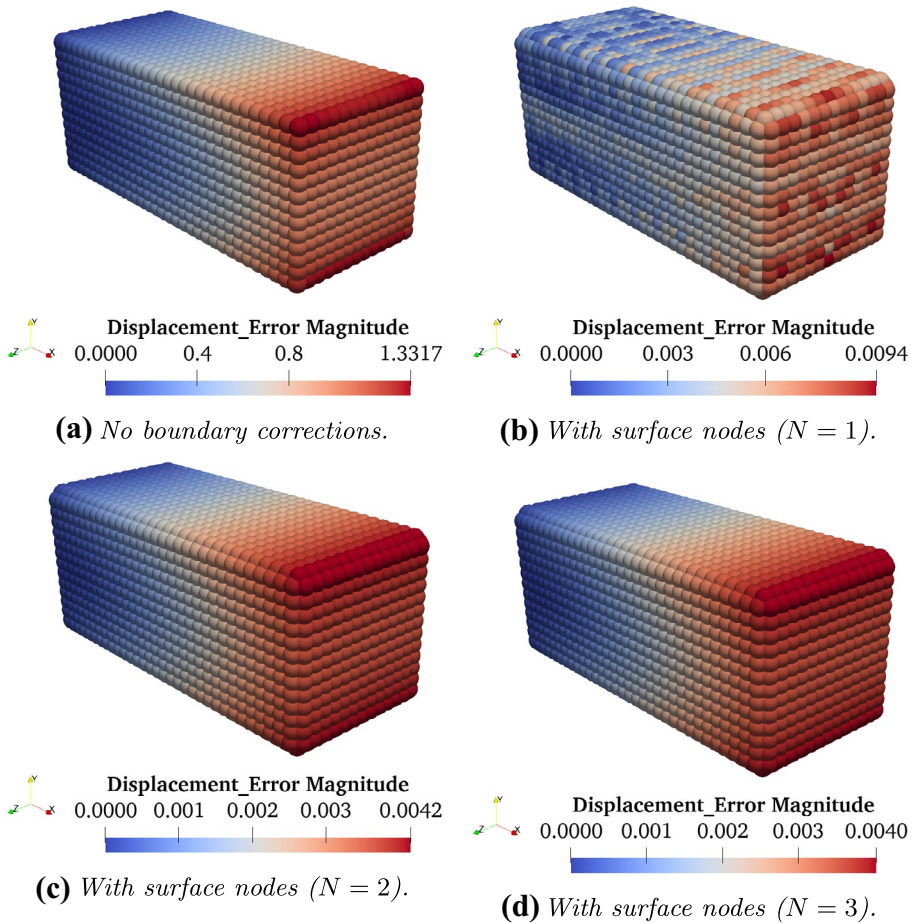 Y
Z X
Displacement_Error Magnitude
0.0000 0.4 0.8 1.3317
(a) No boundary corrections.
Y
Z X
Displacement_Error Magnitude
0.0000 0.003 0.006 0.0094
(b) With surface nodes (N = 1).
Y
Z X
Displacement_Error Magnitude
0.0000 0.001 0.002 0.003 0.0042
(c) With surface nodes (N = 2).
Y
Z X
Displacement_Error Magnitude
0.0000 0.001 0.002 0.003 0.0040
(d) With surface nodes (N = 3).